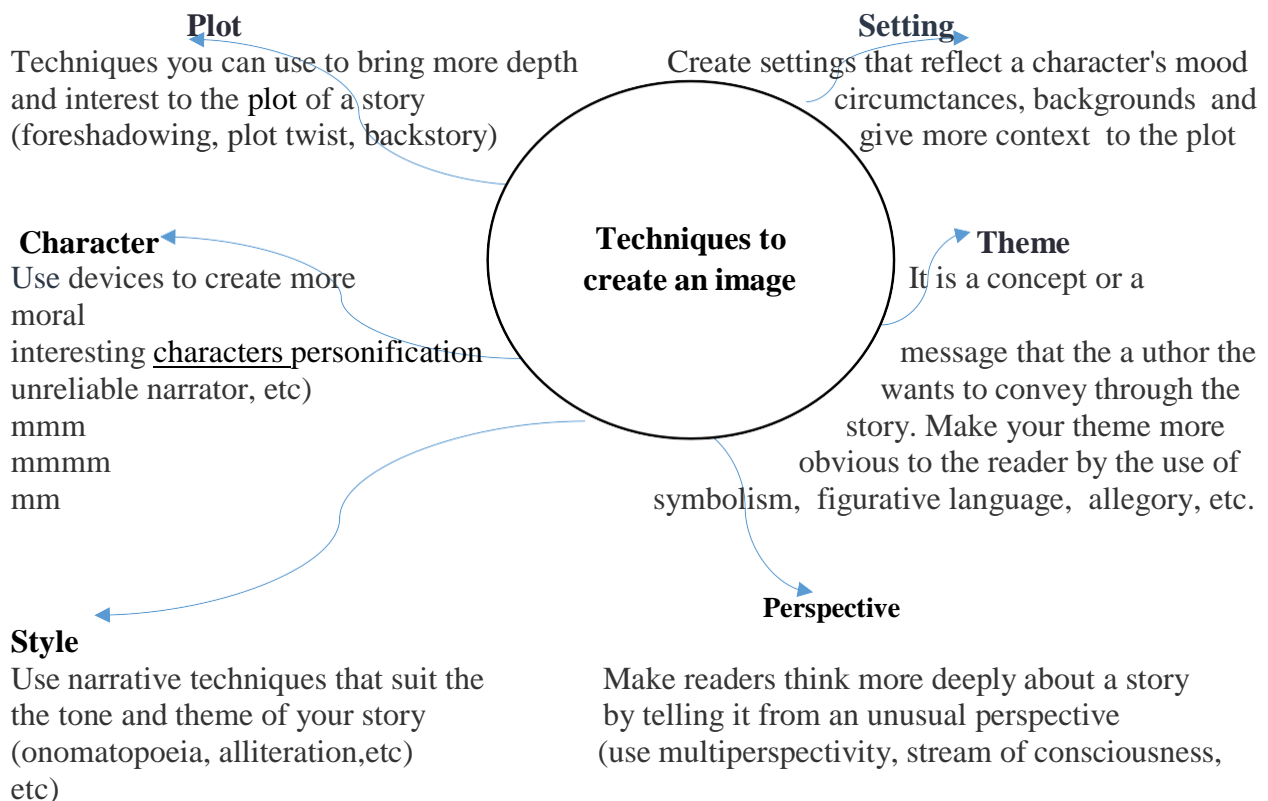 Plot
Techniques you can use to bring more depth
and interest to the plot of a story
(foreshadowing, plot twist, backstory)
Setting
Create settings that reflect a character's mood
circumctances, backgrounds and
give more context to the plot
Character
Use devices to create more
moral
interesting characters personification
unreliable narrator, etc)
mmm
mmmm
mm
Techniques to
create an image
Theme
It is a concept or a
message that the a uthor the
wants to convey through the
story. Make your theme more
obvious to the reader by the use of
symbolism, figurative language, allegory, etc.
Style
Use narrative techniques that suit the
the tone and theme of your story
(onomatopoeia, alliteration,etc)
Perspective
Make readers think more deeply about a story
by telling it from an unusual perspective
(use multiperspectivity, stream of consciousness,
etc)